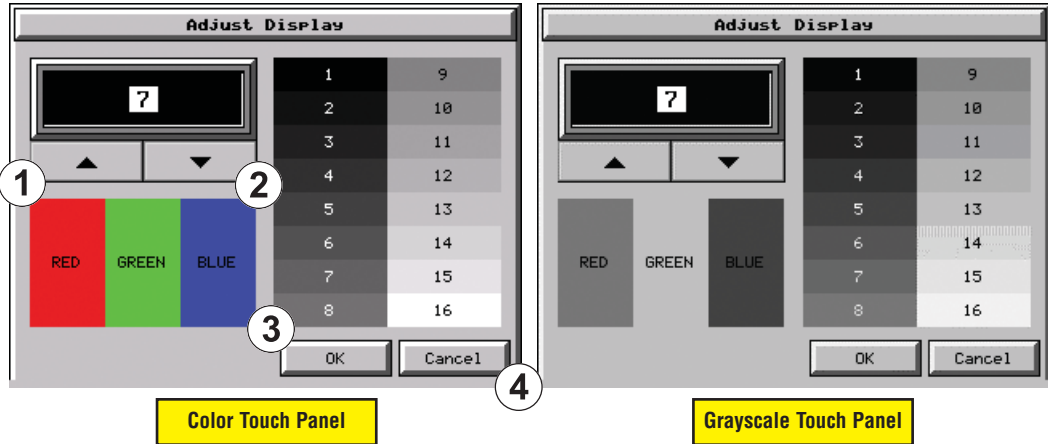 Adjust Display
7
1 9
2 10
3 11
4 12
5 13
6 14
7 15
8 16
1
2
RED GREEN BLUE
3
OK Cancel
4
Color Touch Panel
Adjust Display
7
1 9
2 10
3 11
4 12
5 13
6 14
7 15
8 16
RED GREEN BLUE
OK Cancel
Grayscale Touch Panel